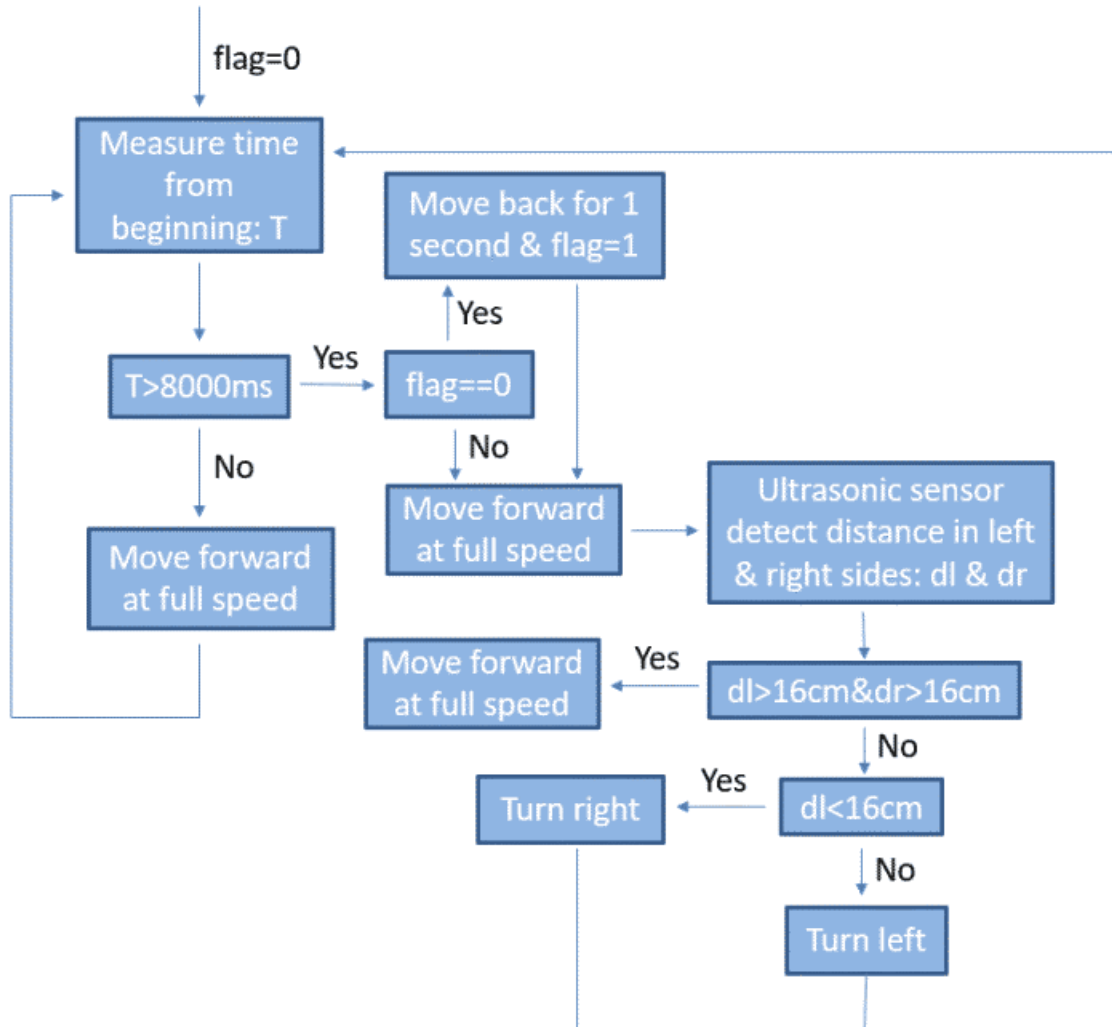 flag=0
Measure time
from
beginning: T
Move back for 1
second & flag=1
Yes
T>8000ms
Yes
flag==0
No
No
Move forward
at full speed
Move forward
at full speed
Ultrasonic sensor
detect distance in left
& right sides: dl & dr
Move forward
at full speed
Yes
dl>16cm&dr>16cm
No
Turn right
Yes
dl<16cm
No
Turn left